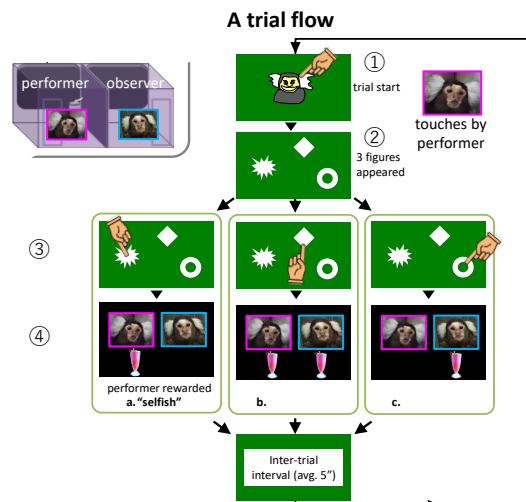 A trial flow
performer
observer
①
trial start
touches by
performer
②
3 figures
appeared
③
④
performer rewarded
a. “selfish”
b.
c.
Inter-trial
interval (avg. 5”)